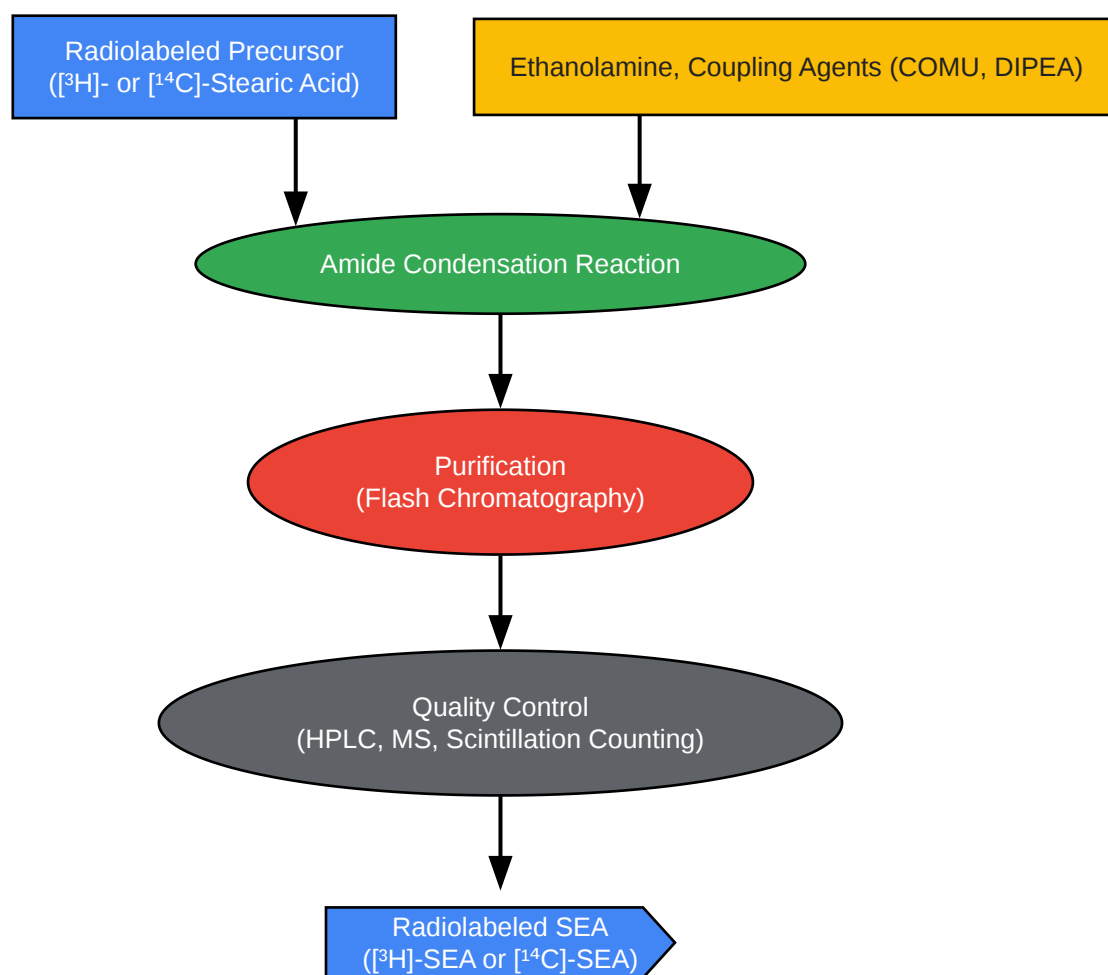 Radiolabeled Precursor
([³H]- or [¹⁴C]-Stearic Acid)
Ethanolamine, Coupling Agents (COMU, DIPEA)
Amide Condensation Reaction
Purification
(Flash Chromatography)
Quality Control
(HPLC, MS, Scintillation Counting)
Radiolabeled SEA
([³H]-SEA or [¹⁴C]-SEA)